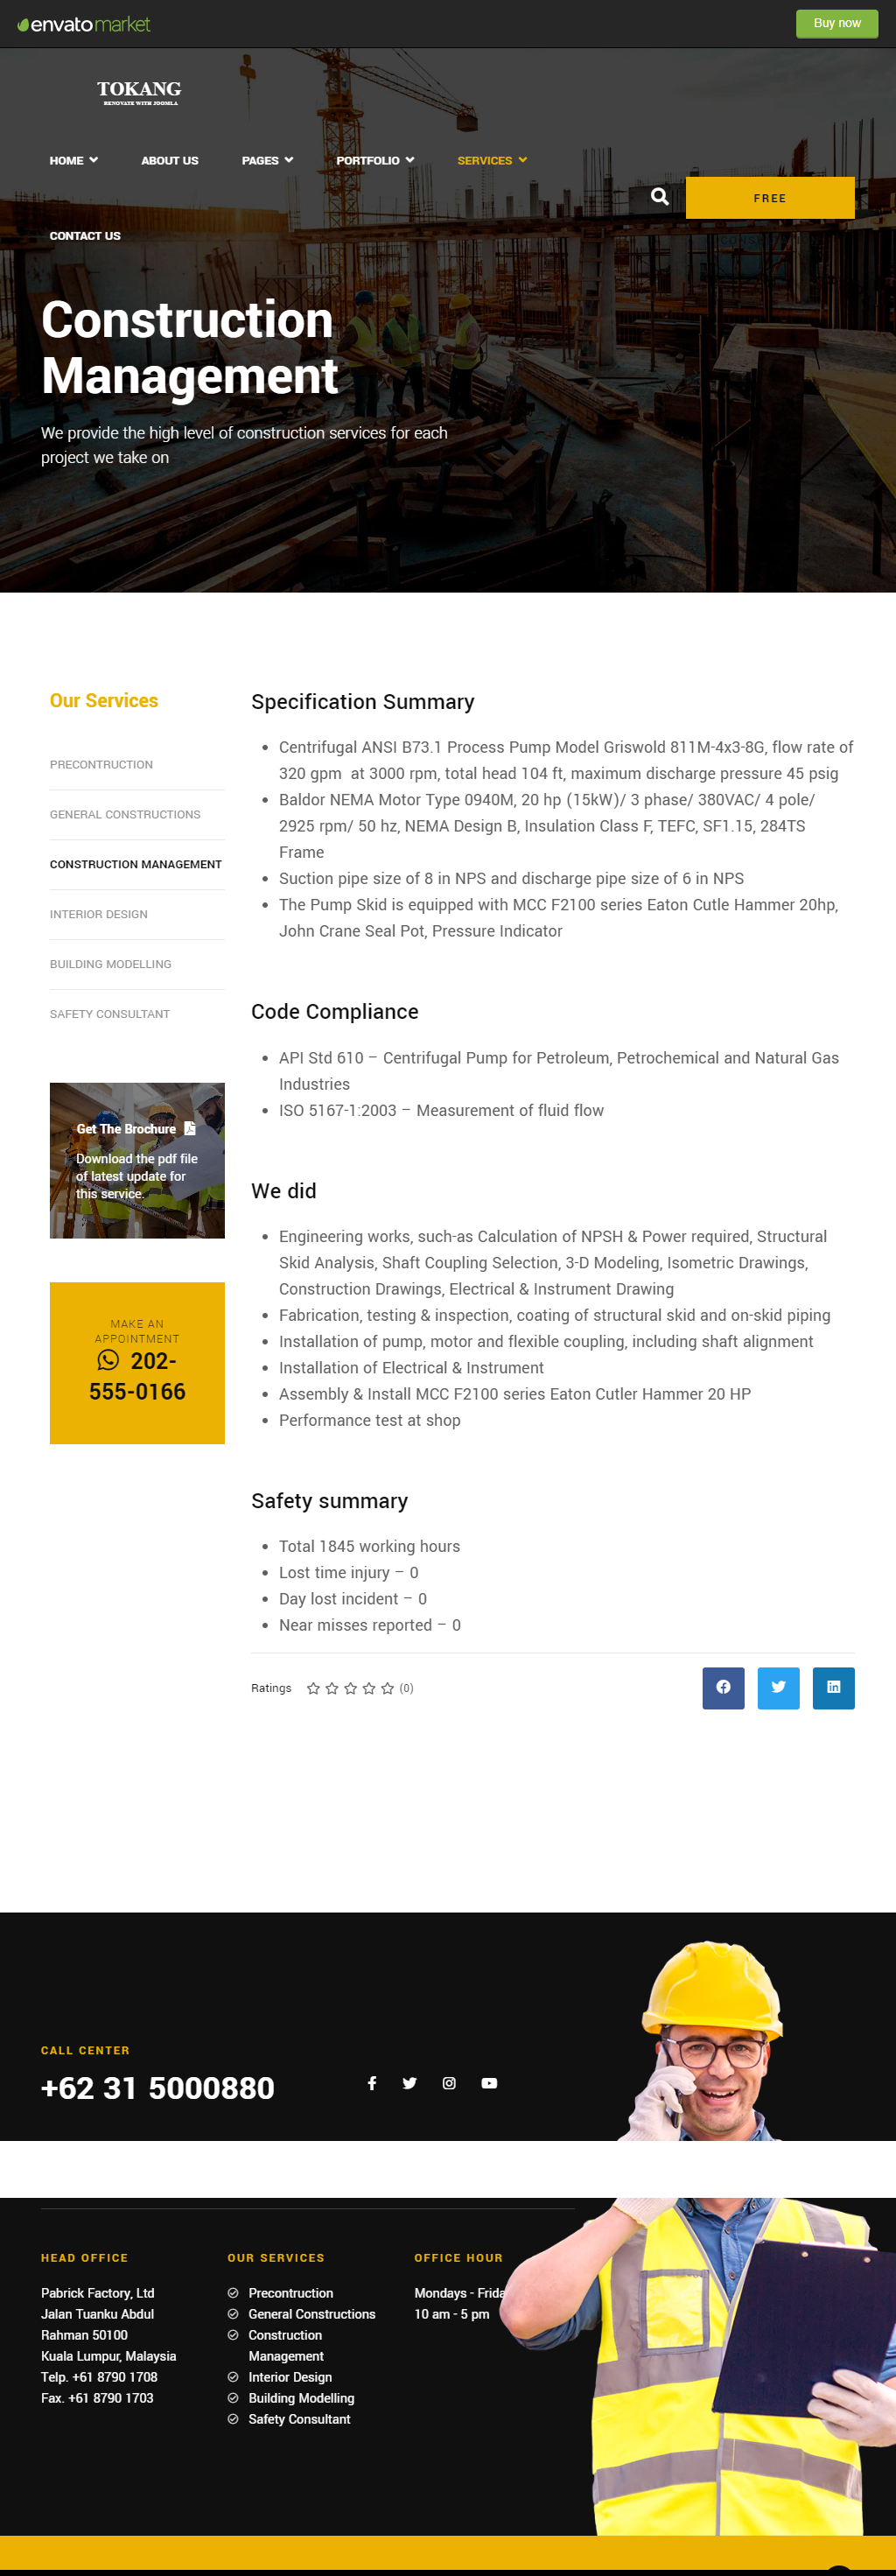 envatomarket
Buy now
TOKANG
RENOVATE WITH JOOMLA
HOME
ABOUT US
PAGES
PORTFOLIO
SERVICES
FREE
CONTACT US
Construction
Management
We provide the high level of construction services for each
project we take on
Our Services
PRECONTRUCTION
GENERAL CONSTRUCTIONS
CONSTRUCTION MANAGEMENT
INTERIOR DESIGN
BUILDING MODELLING
SAFETY CONSULTANT
Get The Brochure
Download the pdf file
of latest update for
this service.
MAKE AN
APPOINTMENT
202-
555-0166
Specification Summary
Centrifugal ANSI B73.1 Process Pump Model Griswold 811M-4x3-8G, flow rate of
320 gpm at 3000 rpm, total head 104 ft, maximum discharge pressure 45 psig
Baldor NEMA Motor Type 0940M, 20 hp (15kW)/ 3 phase/ 380VAC/ 4 pole/
2925 rpm/ 50 hz, NEMA Design B, Insulation Class F, TEFC, SF1.15, 284TS
Frame
Suction pipe size of 8 in NPS and discharge pipe size of 6 in NPS
The Pump Skid is equipped with MCC F2100 series Eaton Cutle Hammer 20hp,
John Crane Seal Pot, Pressure Indicator
Code Compliance
API Std 610 – Centrifugal Pump for Petroleum, Petrochemical and Natural Gas
Industries
ISO 5167-1:2003 – Measurement of fluid flow
We did
Engineering works, such-as Calculation of NPSH & Power required, Structural
Skid Analysis, Shaft Coupling Selection, 3-D Modeling, Isometric Drawings,
Construction Drawings, Electrical & Instrument Drawing
Fabrication, testing & inspection, coating of structural skid and on-skid piping
Installation of pump, motor and flexible coupling, including shaft alignment
Installation of Electrical & Instrument
Assembly & Install MCC F2100 series Eaton Cutler Hammer 20 HP
Performance test at shop
Safety summary
Total 1845 working hours
Lost time injury – 0
Day lost incident – 0
Near misses reported – 0
Ratings
(0)
CALL CENTER
+62 31 5000880
HEAD OFFICE
Pabrick Factory, Ltd
Jalan Tuanku Abdul
Rahman 50100
Kuala Lumpur, Malaysia
Telp. +61 8790 1708
Fax. +61 8790 1703
OUR SERVICES
Precontruction
General Constructions
Construction
Management
Interior Design
Building Modelling
Safety Consultant
OFFICE HOUR
Mondays - Frida
10 am - 5 pm